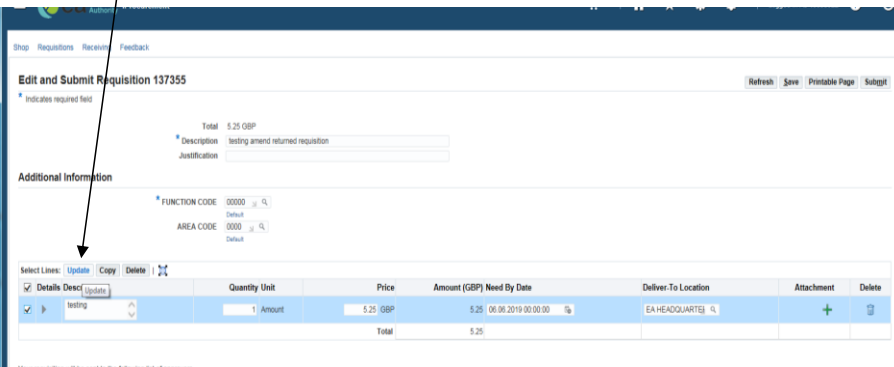 Shop Requisitions Receiving Feedback
Edit and Submit Requisition 137355
Refresh Save Printable Page Submit
* Indicates required field
Total 5.25 GBP
* Description testing amend returned requisition
Justification
Additional Information
* FUNCTION CODE 00000
Default
AREA CODE 0000
Default
Select Lines: Update Copy Delete
Details Descr Quantity Unit Price Amount (GBP) Need By Date Deliver-To Location Attachment Delete
Update
testing 1 Amount 5.25 GBP 5.25 06.06.2019 00:00:00 EA HEADQUARTE
Total 5.25